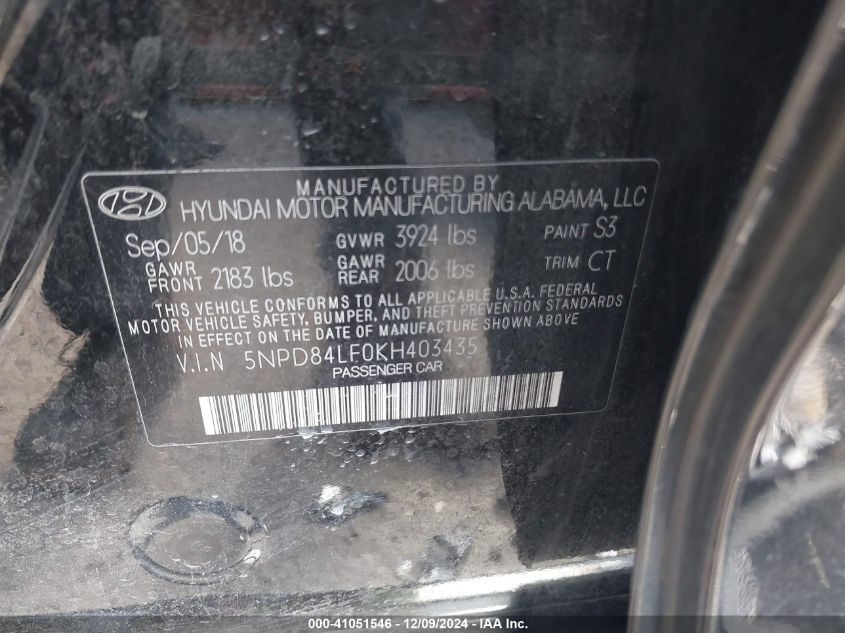 MANUFACTURED BY
HYUNDAI MOTOR MANUFACTURING ALABAMA, LLC
Sep/05/18 GVWR 3924 lbs PAINT S3
GAWR FRONT 2183 lbs GAWR REAR 2006 lbs TRIM CT
THIS VEHICLE CONFORMS TO ALL APPLICABLE U.S.A. FEDERAL
MOTOR VEHICLE SAFETY, BUMPER, AND THEFT PREVENTION STANDARDS
IN EFFECT ON THE DATE OF MANUFACTURE SHOWN ABOVE.
V.I.N 5NPD84LF0KH403435
PASSENGER CAR
000-41051546 - 12/09/2024 - IAA Inc.